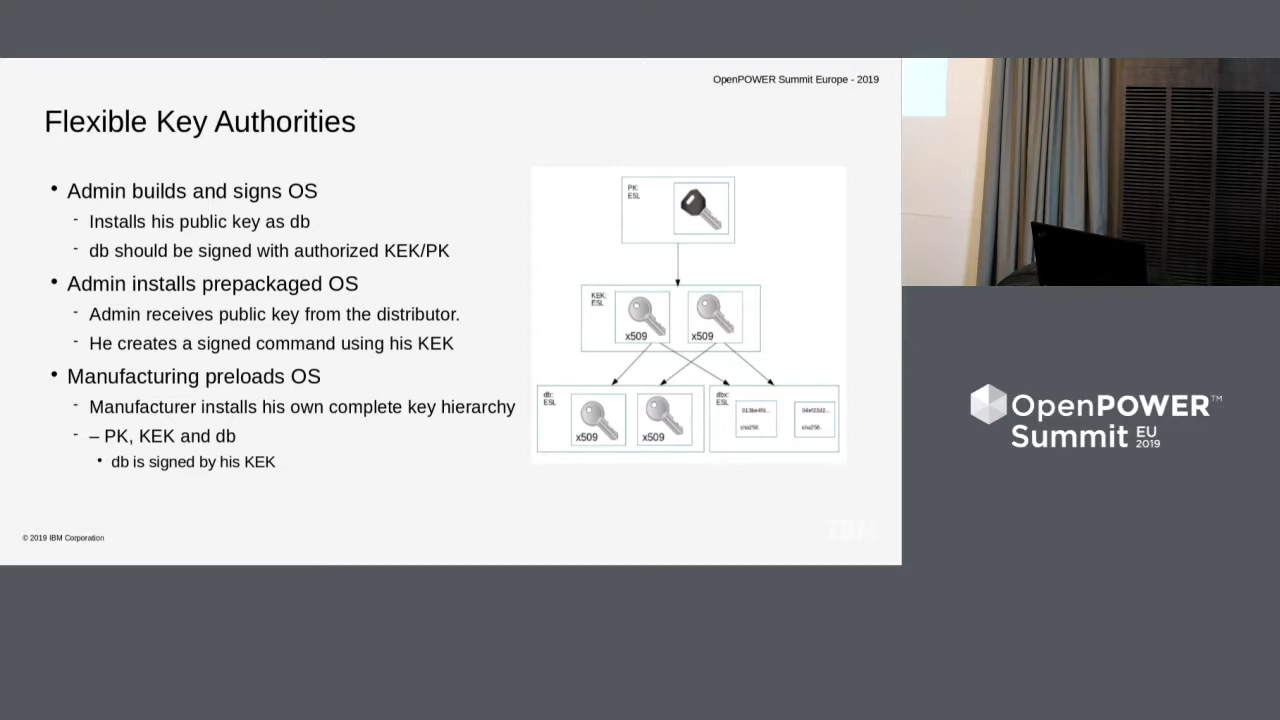 OpenPOWER Summit Europe - 2019
Flexible Key Authorities
• Admin builds and signs OS
- Installs his public key as db
- db should be signed with authorized KEK/PK
• Admin installs prepackaged OS
- Admin receives public key from the distributor.
- He creates a signed command using his KEK
• Manufacturing preloads OS
- Manufacturer installs his own complete key hierarchy
- – PK, KEK and db
• db is signed by his KEK
PK:
ESL
KEK:
ESL
x509
x509
db:
ESL
x509
x509
dbx:
ESL
sha256
sha256
© 2019 IBM Corporation
IBM
OpenPOWER™
Summit EU
2019